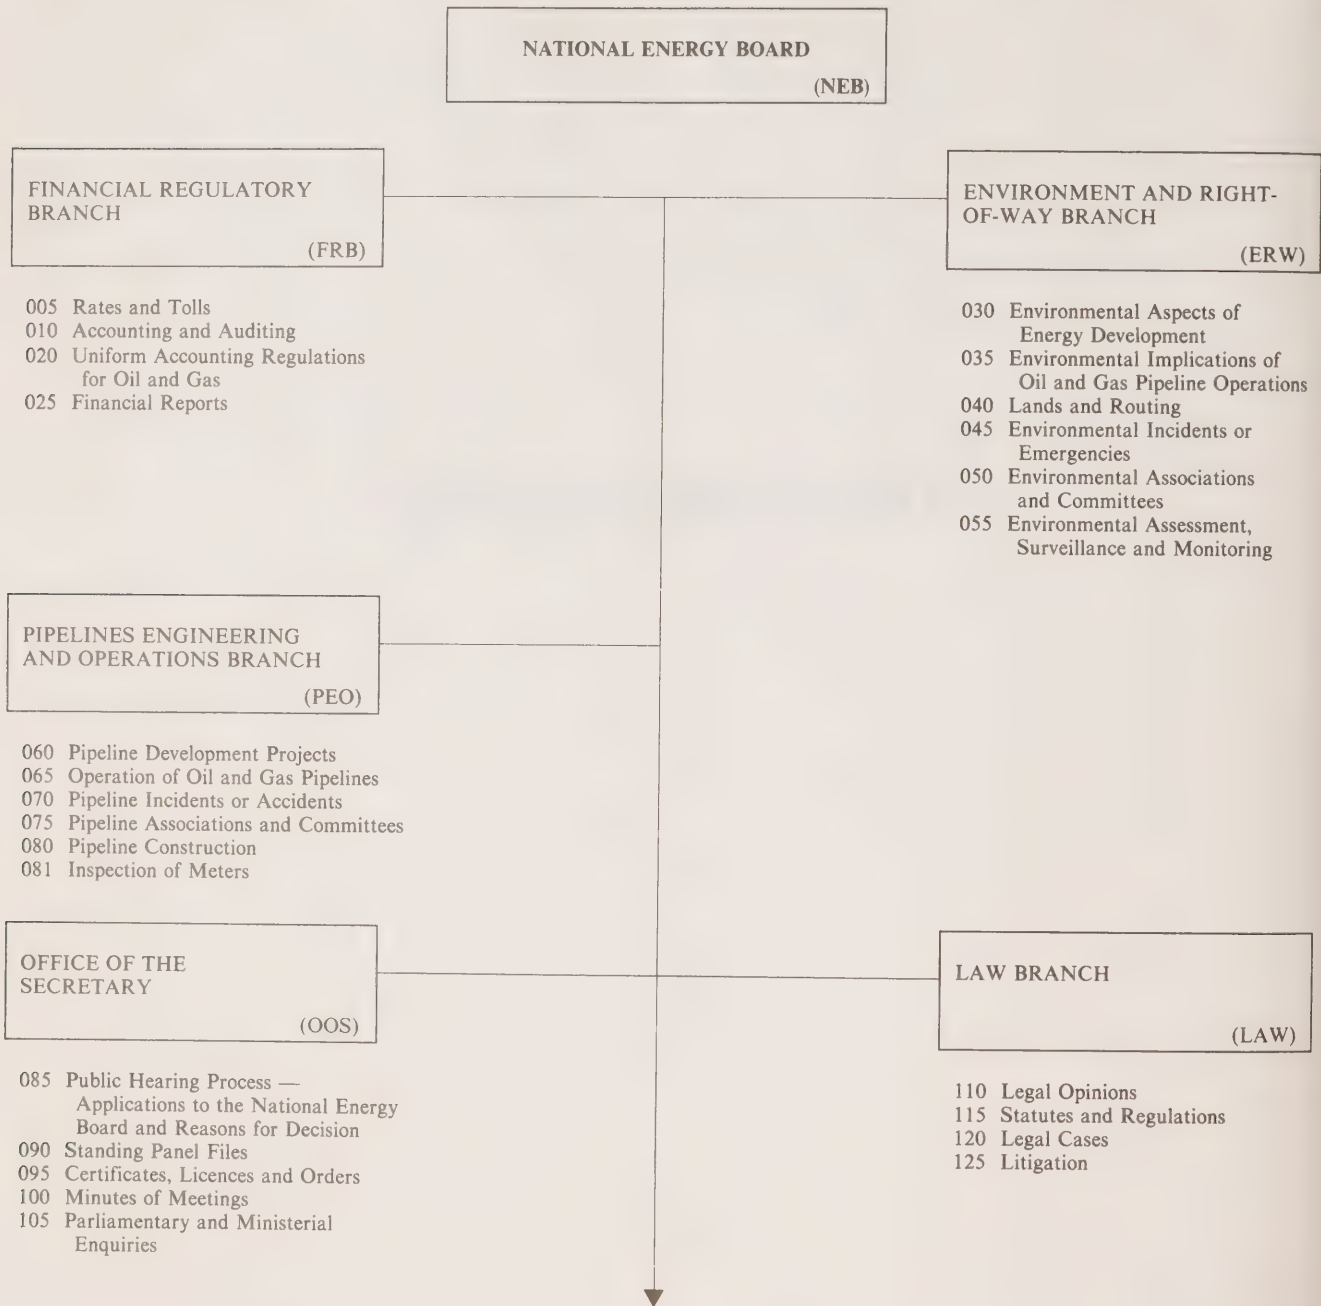 NATIONAL ENERGY BOARD
(NEB)
FINANCIAL REGULATORY
BRANCH
(FRB)
005 Rates and Tolls
010 Accounting and Auditing
020 Uniform Accounting Regulations
for Oil and Gas
025 Financial Reports
ENVIRONMENT AND RIGHT-
OF-WAY BRANCH
(ERW)
030 Environmental Aspects of
Energy Development
035 Environmental Implications of
Oil and Gas Pipeline Operations
040 Lands and Routing
045 Environmental Incidents or
Emergencies
050 Environmental Associations
and Committees
055 Environmental Assessment,
Surveillance and Monitoring
PIPELINES ENGINEERING
AND OPERATIONS BRANCH
(PEO)
060 Pipeline Development Projects
065 Operation of Oil and Gas Pipelines
070 Pipeline Incidents or Accidents
075 Pipeline Associations and Committees
080 Pipeline Construction
081 Inspection of Meters
OFFICE OF THE
SECRETARY
(OOS)
085 Public Hearing Process —
Applications to the National Energy
Board and Reasons for Decision
090 Standing Panel Files
095 Certificates, Licences and Orders
100 Minutes of Meetings
105 Parliamentary and Ministerial
Enquiries
LAW BRANCH
(LAW)
110 Legal Opinions
115 Statutes and Regulations
120 Legal Cases
125 Litigation